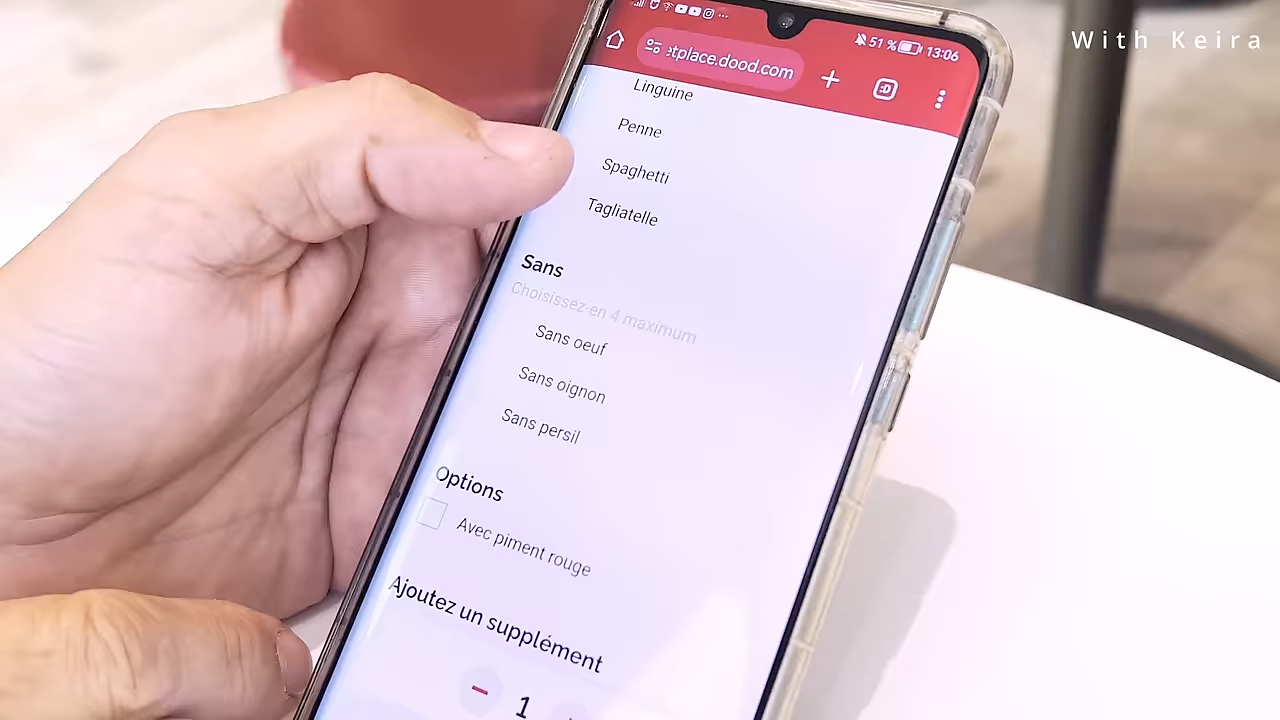 With Keira
51 % 13:06
:tplace.dood.com
:D
Linguine
Penne
Spaghetti
Tagliatelle
Sans
Choisissez-en 4 maximum
Sans oeuf
Sans oignon
Sans persil
Options
Avec piment rouge
Ajoutez un supplément
1